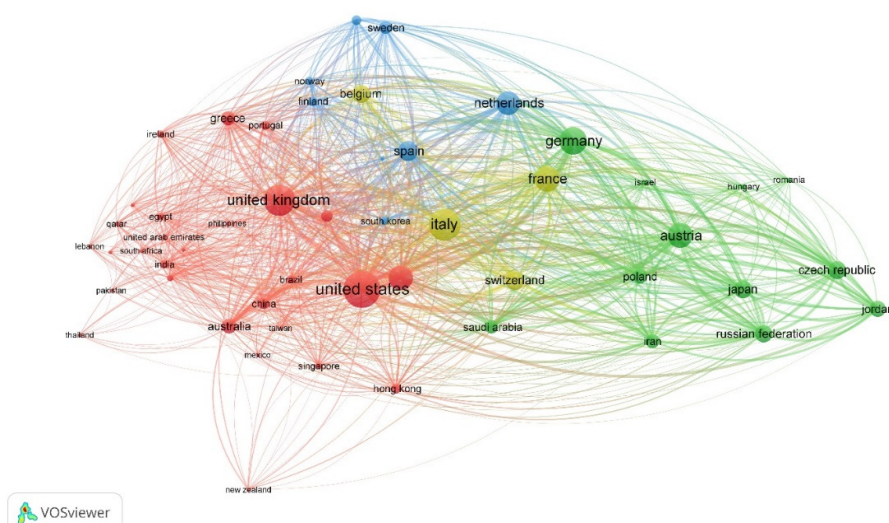 sweden
norway
belgium
finland
netherlands
greece
portugal
ireland
germany
spain
france
israel
hungary
romania
united kingdom
qatar
egypt
philippines
south korea
italy
lebanon
united arab emirates
south africa
austria
india
czech republic
poland
switzerland
brazil
united states
japan
pakistan
china
jordan
australia
taiwan
saudi arabia
thailand
russian federation
iran
mexico
singapore
hong kong
new zealand
VOSviewer